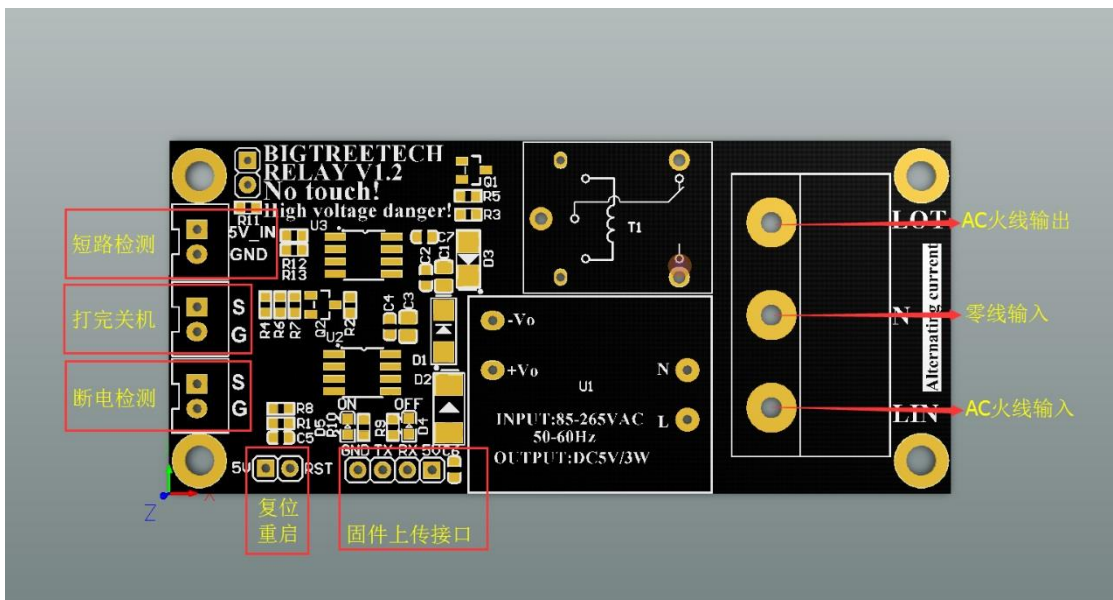 BIGTREETECH
RELAY V1.2
No touch!
High voltage danger!
R11
U3
5V_IN
GND
短路检测
R12
R13
C7
C2
C1
D3
Q1
R5
R3
T1
LOT
AC火线输出
N
零线输入
Alternating current
LIN
AC火线输入
打完关机
S
G
R4
R6
R7
Q2
R2
U2
C4
C3
D1
D2
断电检测
S
G
R8
R1
C5
ON
OFF
D5
R10
R9
D4
GND TX RX 5V C6
5V
RST
复位
重启
固件上传接口
-Vo
+Vo
N
U1
L
INPUT:85-265VAC
50-60Hz
OUTPUT:DC5V/3W
Z
X